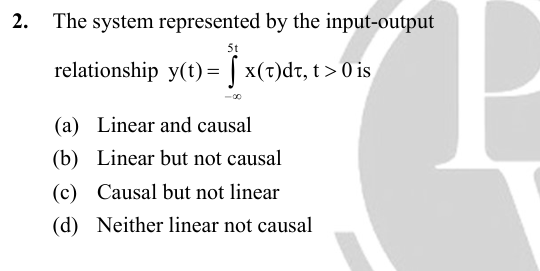 2. The system represented by the input-output
relationship y(t) = ∫_{-∞}^{5t} x(τ)dτ, t > 0 is
(a) Linear and causal
(b) Linear but not causal
(c) Causal but not linear
(d) Neither linear not causal